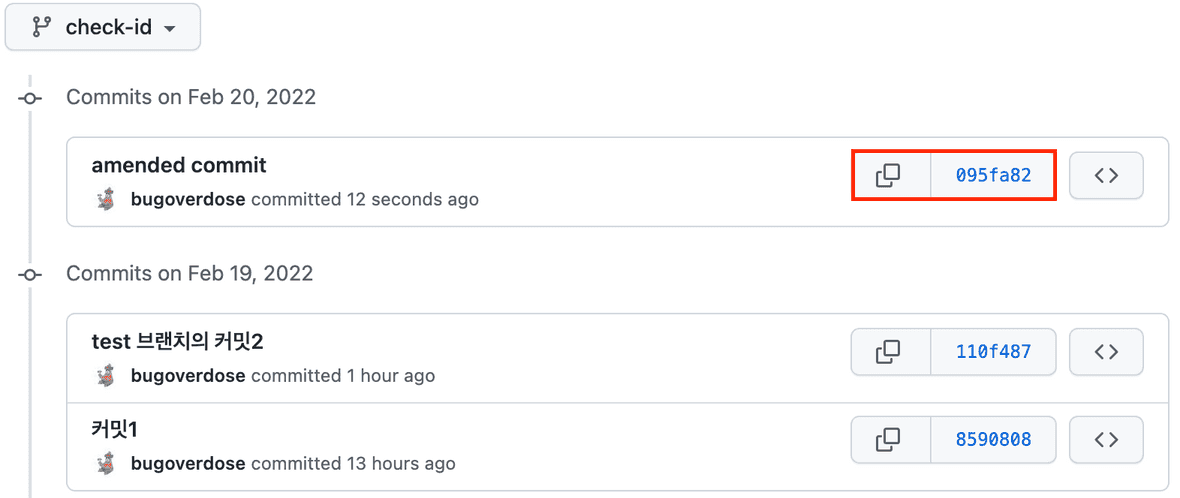 check-id
Commits on Feb 20, 2022
amended commit
095fa82
bugoverdose committed 12 seconds ago
Commits on Feb 19, 2022
test 브랜치의 커밋2
110f487
bugoverdose committed 1 hour ago
커밋1
8590808
bugoverdose committed 13 hours ago